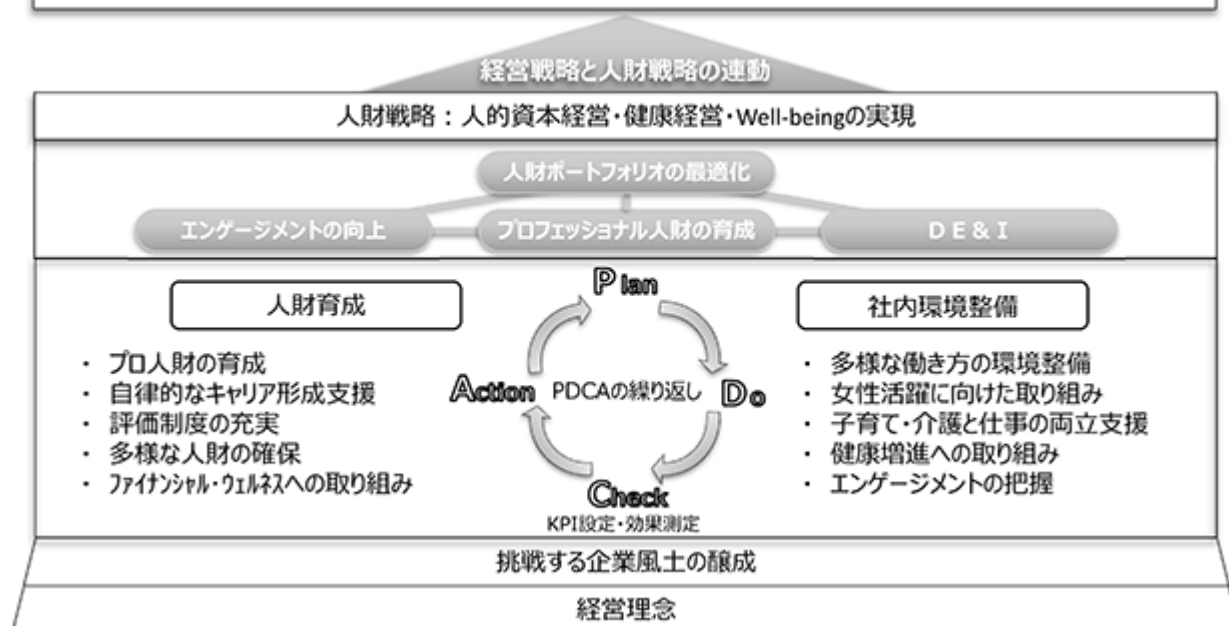 経営戦略と人財戦略の連動
人財戦略：人的資本経営・健康経営・Well-beingの実現
人財ポートフォリオの最適化
エンゲージメントの向上
プロフェッショナル人財の育成
ＤＥ＆Ｉ
人財育成
・ プロ人財の育成
・ 自律的なキャリア形成支援
・ 評価制度の充実
・ 多様な人財の確保
・ ﾌｧｲﾅﾝｼｬﾙ・ｳｪﾙﾈｽへの取り組み
Plan
Action
PDCAの繰り返し
Do
Check
KPI設定・効果測定
社内環境整備
・ 多様な働き方の環境整備
・ 女性活躍に向けた取り組み
・ 子育て・介護と仕事の両立支援
・ 健康増進への取り組み
・ エンゲージメントの把握
挑戦する企業風土の醸成
経営理念